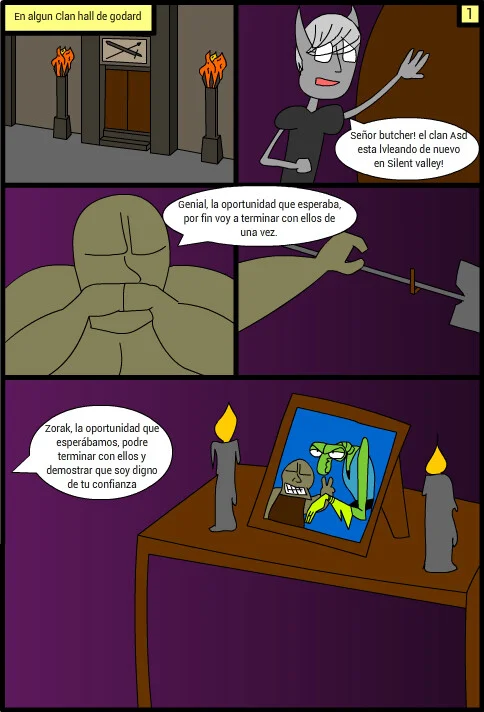 En algun Clan hall de godard
1
Señor butcher! el clan Asd
esta lvleando de nuevo
en Silent valley!
Genial, la oportunidad que esperaba,
por fin voy a terminar con ellos de
una vez.
Zorak, la oportunidad que
esperábamos, podre
terminar con ellos y
demostrar que soy digno
de tu confianza